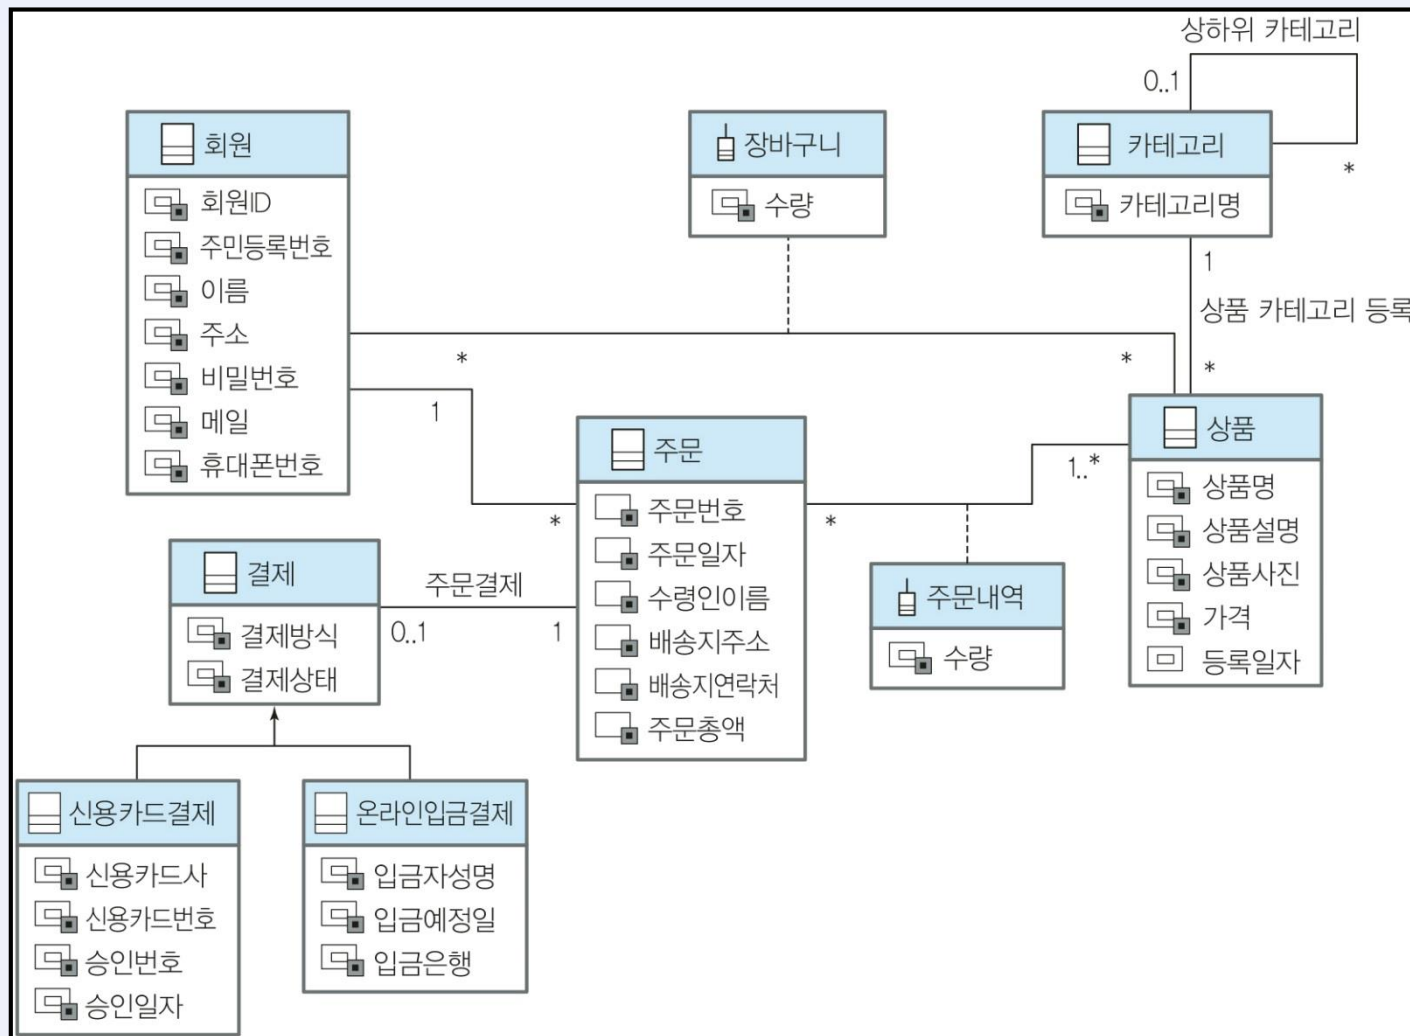 상하위 카테고리
0..1
*
회원
회원ID
주민등록번호
이름
주소
비밀번호
메일
휴대폰번호
장바구니
수량
카테고리
카테고리명
1
상품 카테고리 등록
*
*
*
1
*
주문
주문번호
주문일자
수령인이름
배송지주소
배송지연락처
주문총액
*
1..*
상품
상품명
상품설명
상품사진
가격
등록일자
주문내역
수량
결제
결제방식
결제상태
주문결제
0..1
1
신용카드결제
신용카드사
신용카드번호
승인번호
승인일자
온라인입금결제
입금자성명
입금예정일
입금은행